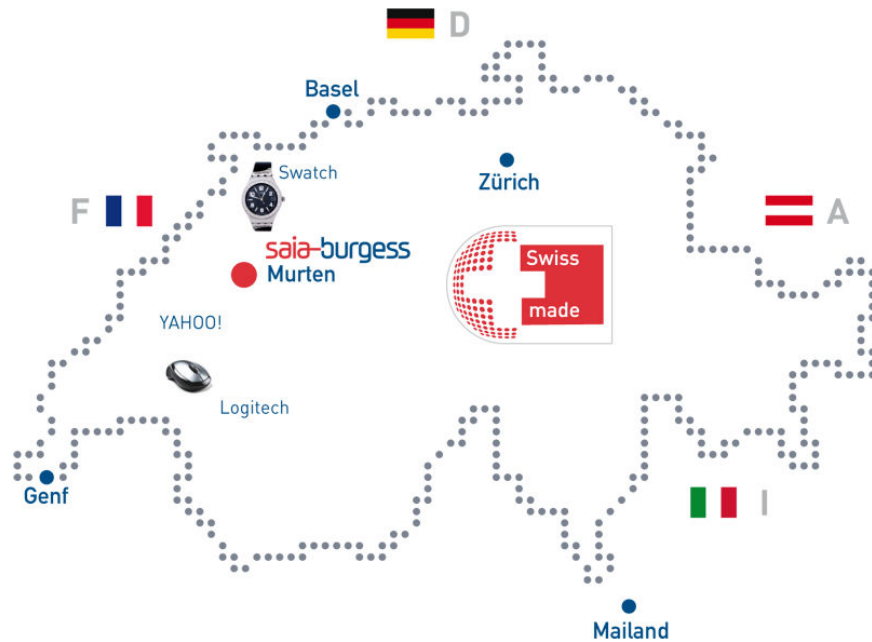 D
Basel
Swatch
Zürich
F
A
saia-burgess
Murten
Swiss
made
YAHOO!
Logitech
Genf
I
Mailand